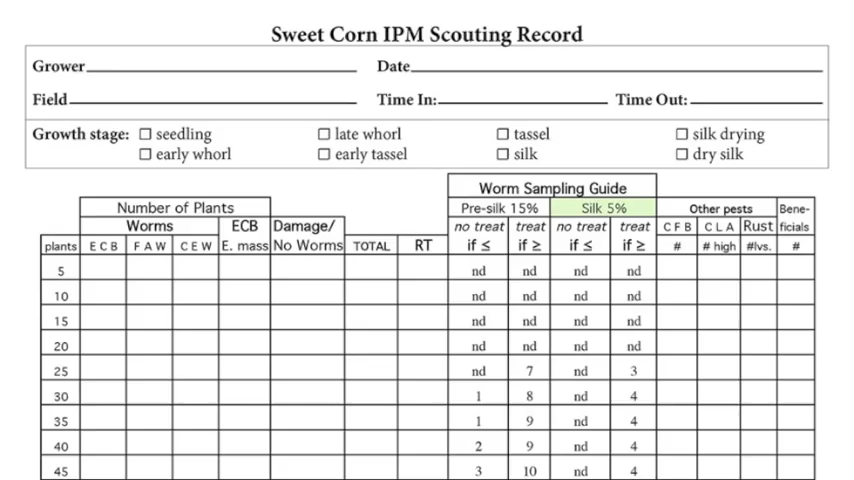 Sweet Corn IPM Scouting Record
Grower Date
Field Time In: Time Out:
Growth stage: ☐ seedling ☐ late whorl ☐ tassel ☐ silk drying
☐ early whorl ☐ early tassel ☐ silk ☐ dry silk
Worm Sampling Guide
Number of Plants Pre-silk 15% Silk 5% Other pests Bene-
Worms ECB Damage/ no treat treat no treat treat C F B C L A Rust ficials
plants E C B F A W C E W E. mass No Worms TOTAL RT if ≤ if ≥ if ≤ if ≥ # # high #lvs. #
5 nd nd nd nd
10 nd nd nd nd
15 nd nd nd nd
20 nd nd nd nd
25 nd 7 nd 3
30 1 8 nd 4
35 1 9 nd 4
40 2 9 nd 4
45 3 10 nd 4